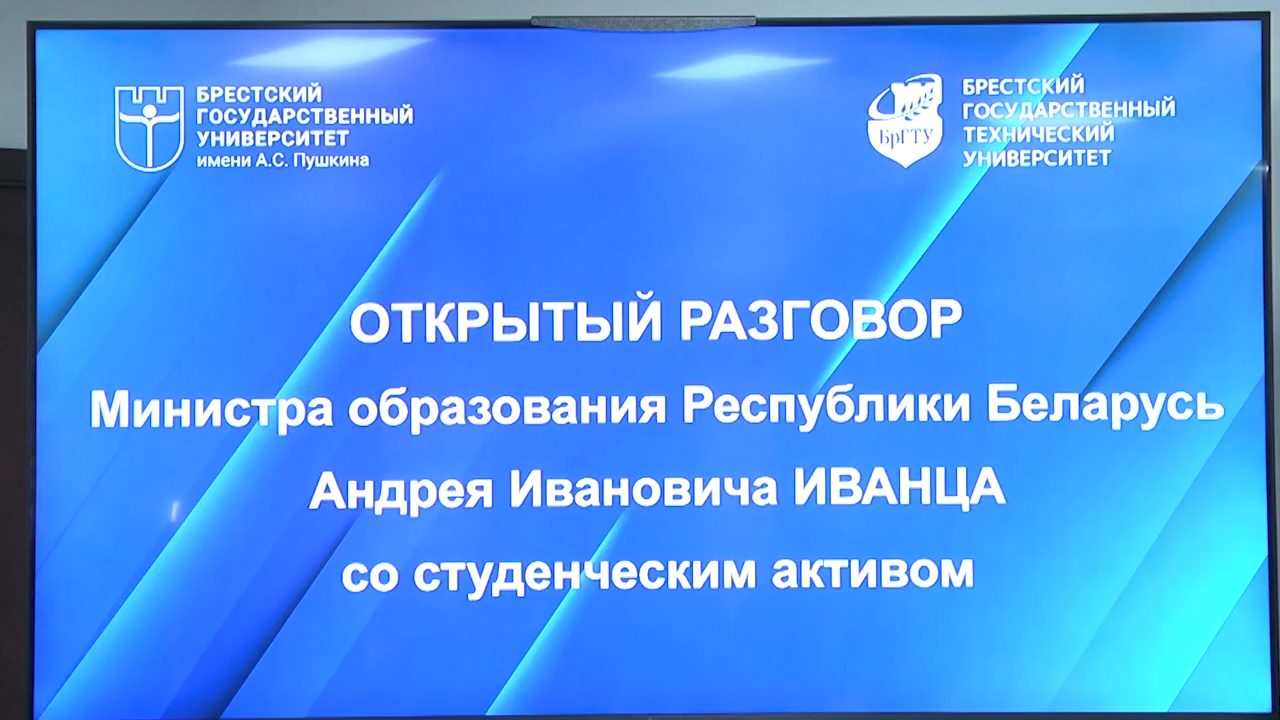 БРЕСТСКИЙ
ГОСУДАРСТВЕННЫЙ
УНИВЕРСИТЕТ
имени А.С. Пушкина
БрГТУ
БРЕСТСКИЙ
ГОСУДАРСТВЕННЫЙ
ТЕХНИЧЕСКИЙ
УНИВЕРСИТЕТ
ОТКРЫТЫЙ РАЗГОВОР
Министра образования Республики Беларусь
Андрея Ивановича ИВАНЦА
со студенческим активом